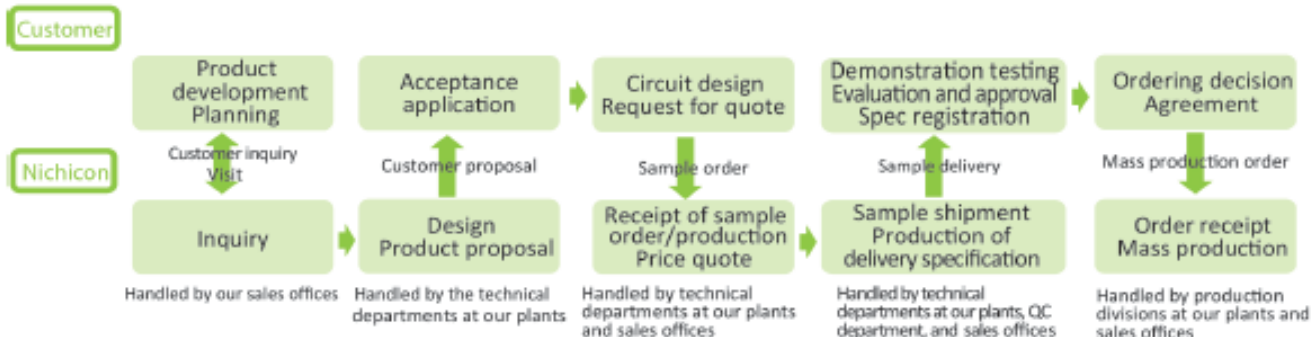 Customer
Product
development
Planning
Acceptance
application
Circuit design
Request for quote
Demonstration testing
Evaluation and approval
Spec registration
Ordering decision
Agreement
Customer inquiry
Visit
Customer proposal
Sample order
Sample delivery
Mass production order
Nichicon
Inquiry
Design
Product proposal
Receipt of sample
order/production
Price quote
Sample shipment
Production of
delivery specification
Order receipt
Mass production
Handled by our sales offices
Handled by the technical
departments at our plants
Handled by technical
departments at our plants
and sales offices
Handled by technical
departments at our plants, QC
department, and sales offices
Handled by production
divisions at our plants and
sales offices